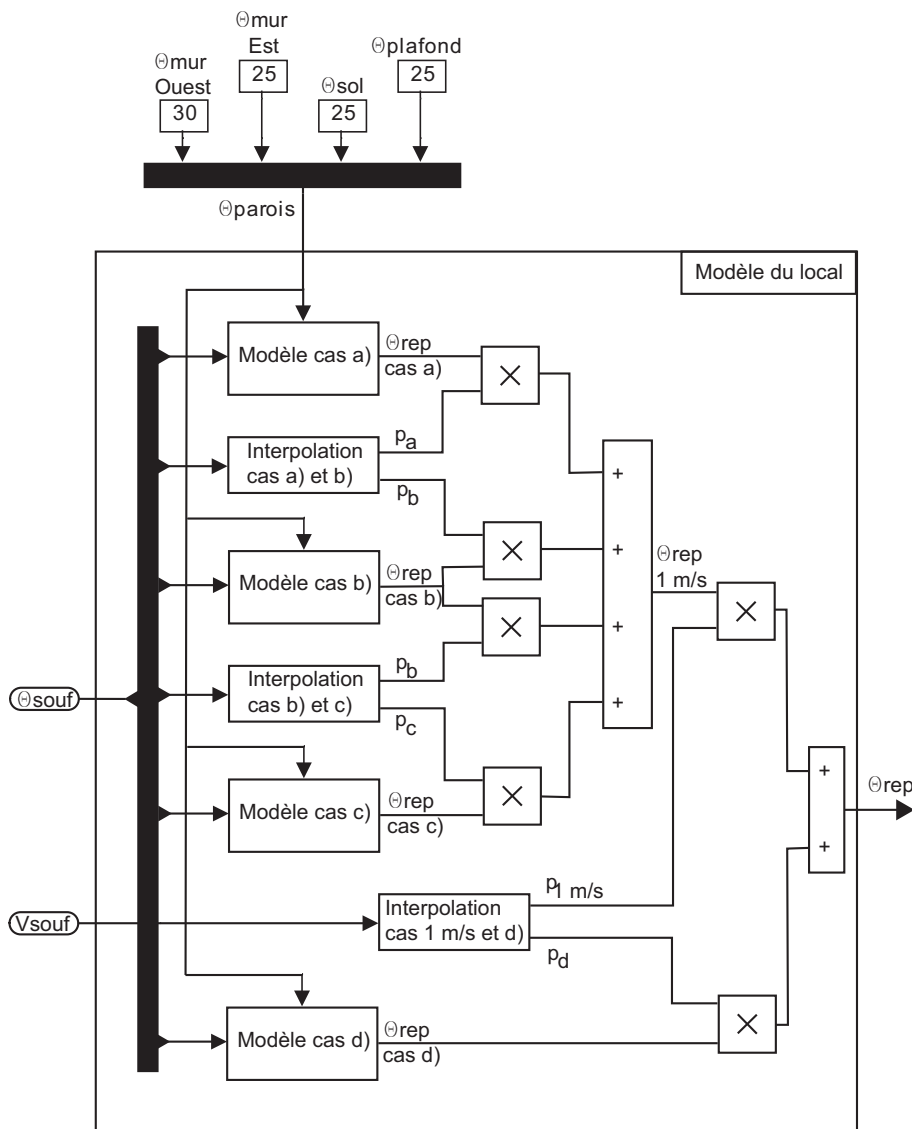 Θmur
Est
Θmur
Ouest
Θplafond
Θsol
25
25
30
25
Θparois
Modèle du local
Modèle cas a)
Θrep
cas a)
×
Interpolation
cas a) et b)
pa
pb
+
×
+
Modèle cas b)
Θrep
cas b)
×
+
Θrep
1 m/s
×
Interpolation
cas b) et c)
pb
pc
+
Θsouf
Modèle cas c)
Θrep
cas c)
×
+
Θrep
+
Vsouf
Interpolation
cas 1 m/s et d)
p1 m/s
pd
×
Modèle cas d)
Θrep
cas d)